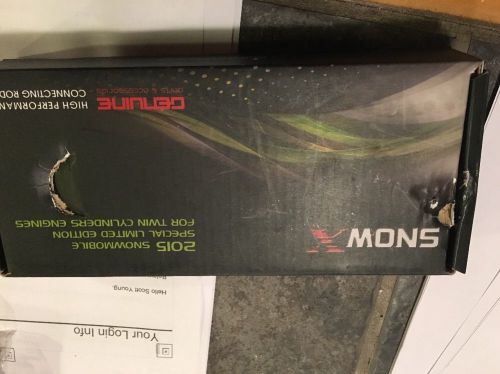 SNOWX
2015 SNOWMOBILE
SPECIAL LIMITED EDITION
FOR TWIN CYLINDERS ENGINES
GENUINE
parts & accessories
HIGH PERFORMAN
CONNECTING ROD
Your Login Info
Hello Scott Young,